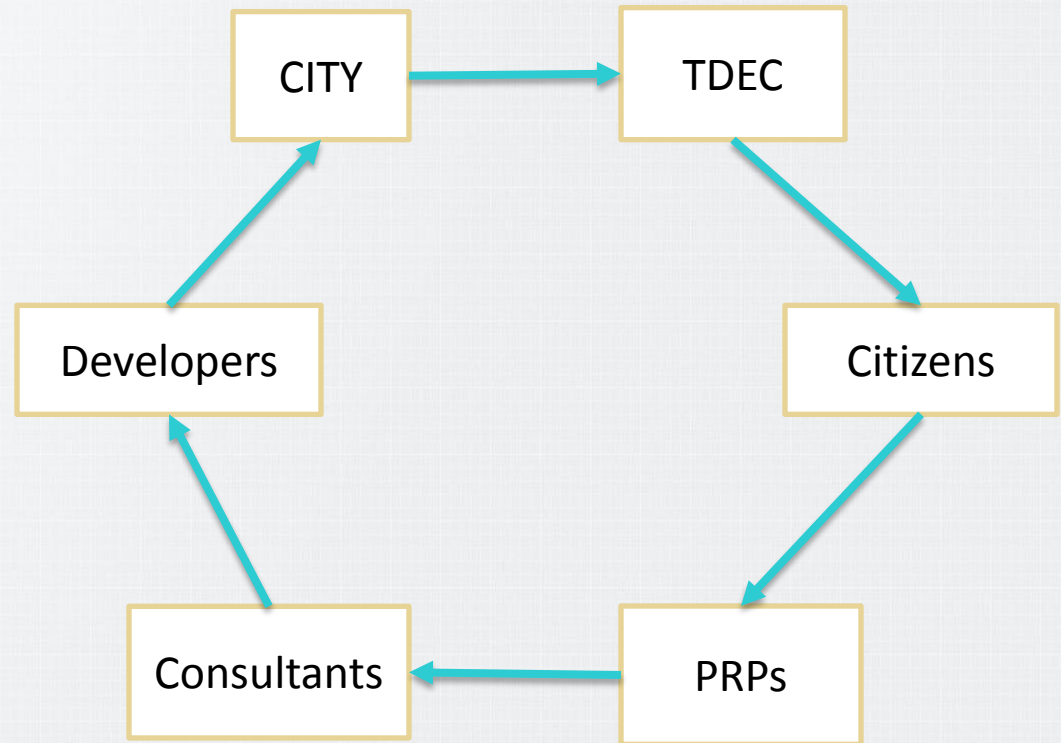 CITY
TDEC
Developers
Citizens
Consultants
PRPs